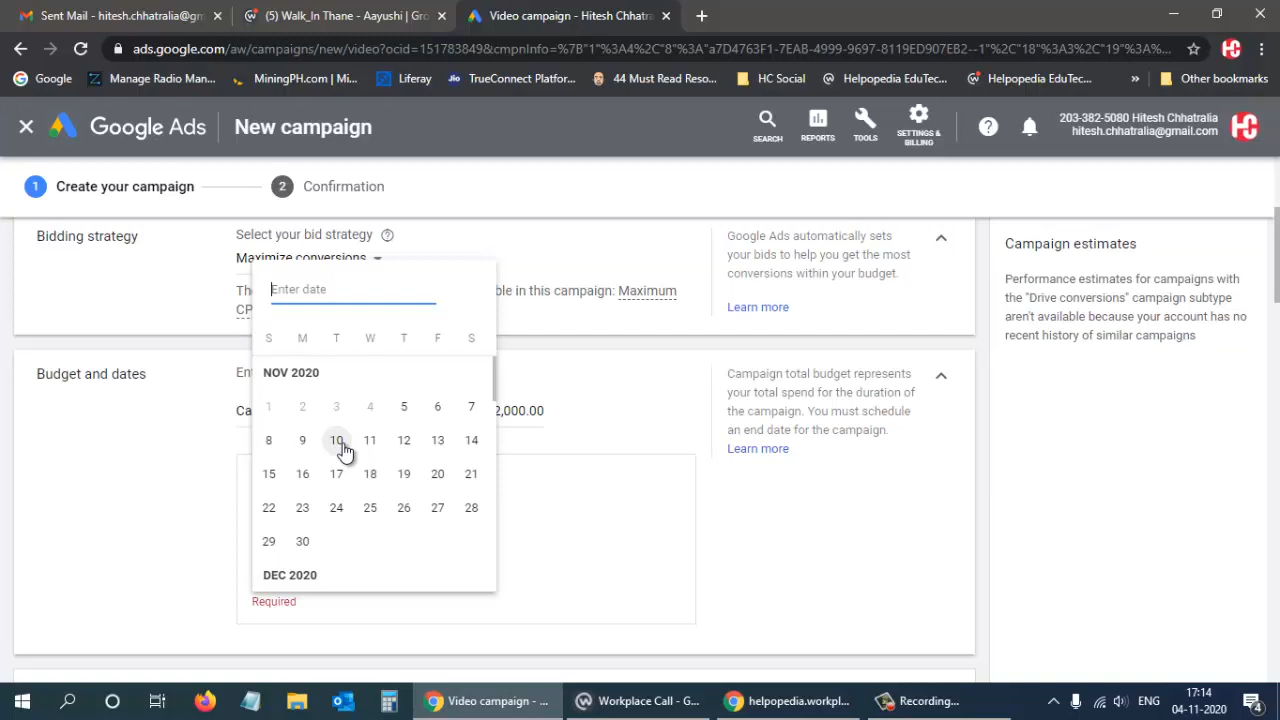 Sent Mail - hitesh.chhatralia@gm
(5) Walk_In Thane - Aayushi | Gro
Video campaign - Hitesh Chhatra
ads.google.com/aw/campaigns/new/video?ocid=151783849&cmpnInfo=%7B"1"%3A4%2C"8"%3A"a7D4763F1-7EAB-4999-9697-8119ED907EB2--1"%2C"18"%3A3%2C"19"%3A%...
Google
Manage Radio Man...
MiningPH.com | Mi...
Liferay
Jio TrueConnect Platfor...
44 Must Read Reso...
HC Social
Helpopedia EduTec...
Helpopedia EduTec...
»
Other bookmarks
Google Ads
New campaign
SEARCH
REPORTS
TOOLS
SETTINGS &
BILLING
203-382-5080 Hitesh Chhatralia
hitesh.chhatralia@gmail.com
1 Create your campaign
2 Confirmation
Bidding strategy
Select your bid strategy
Maximize conversions
The
ble in this campaign: Maximum
CP
Google Ads automatically sets
your bids to help you get the most
conversions within your budget.
Learn more
Campaign estimates
Performance estimates for campaigns with
the "Drive conversions" campaign subtype
aren't available because your account has no
recent history of similar campaigns
Enter date
S M T W T F S
NOV 2020
1 2 3 4 5 6 7
8 9 10 11 12 13 14
15 16 17 18 19 20 21
22 23 24 25 26 27 28
29 30
DEC 2020
Budget and dates
En
Ca
2,000.00
Campaign total budget represents
your total spend for the duration of
the campaign. You must schedule
an end date for the campaign.
Learn more
Required
Video campaign - ...
Workplace Call - G...
helpopedia.workpl...
Recording...
ENG
17:14
04-11-2020
4